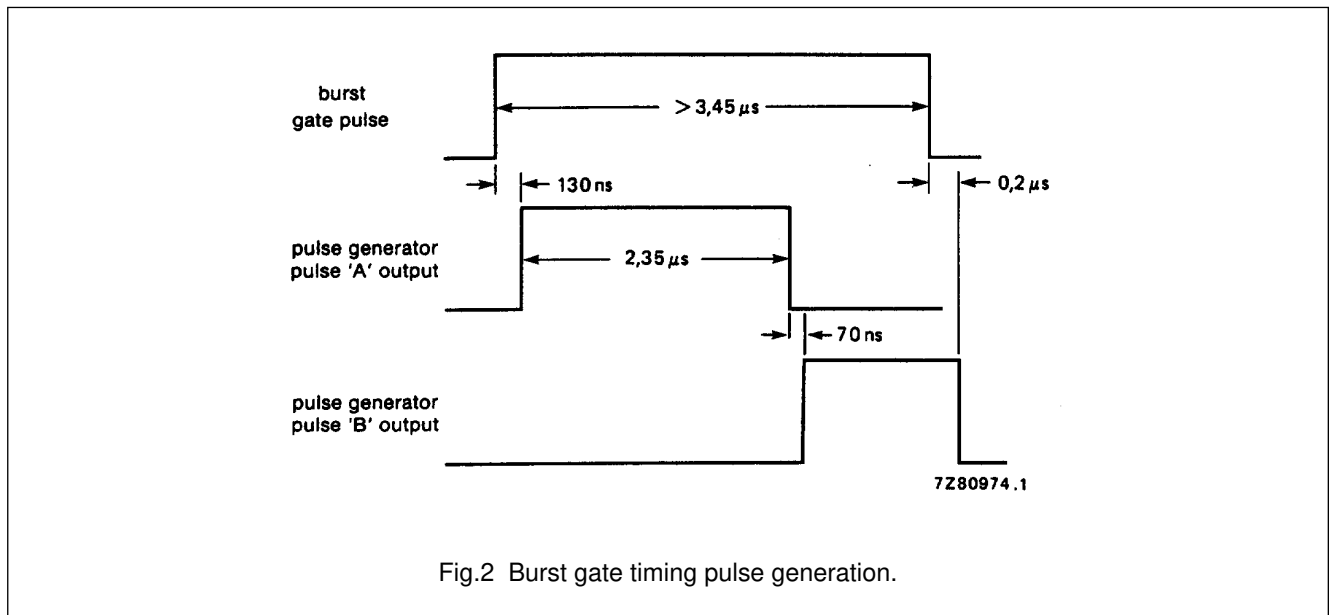 burst
gate pulse
> 3,45 µs
130 ns
0,2 µs
pulse generator
pulse 'A' output
2,35 µs
70 ns
pulse generator
pulse 'B' output
7Z80974.1
Fig.2 Burst gate timing pulse generation.